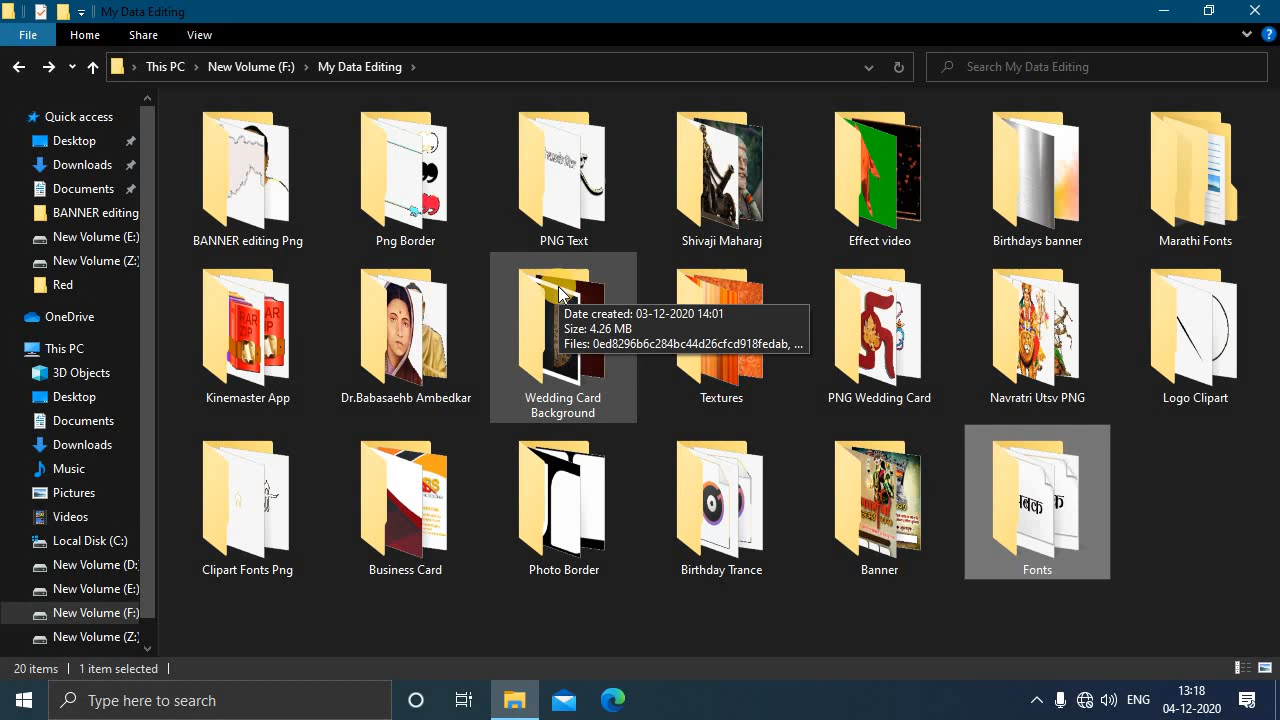 My Data Editing
File
Home
Share
View
This PC
New Volume (F:)
My Data Editing
Search My Data Editing
Quick access
Desktop
Downloads
Documents
BANNER editing
New Volume (E:)
New Volume (Z:)
Red
OneDrive
This PC
3D Objects
Desktop
Documents
Downloads
Music
Pictures
Videos
Local Disk (C:)
New Volume (D:
New Volume (E:)
New Volume (F:)
New Volume (Z:)
BANNER editing Png
Png Border
PNG Text
Shivaji Maharaj
Effect video
Birthdays banner
Marathi Fonts
Kinemaster App
Dr.Babasaehb Ambedkar
Wedding Card
Background
Date created: 03-12-2020 14:01
Size: 4.26 MB
Files: 0ed8296b6c284bc44d26cfcd918fedab, ...
Textures
PNG Wedding Card
Navratri Utsv PNG
Logo Clipart
Clipart Fonts Png
Business Card
Photo Border
Birthday Trance
Banner
Fonts
20 items
1 item selected
Type here to search
ENG
13:18
04-12-2020